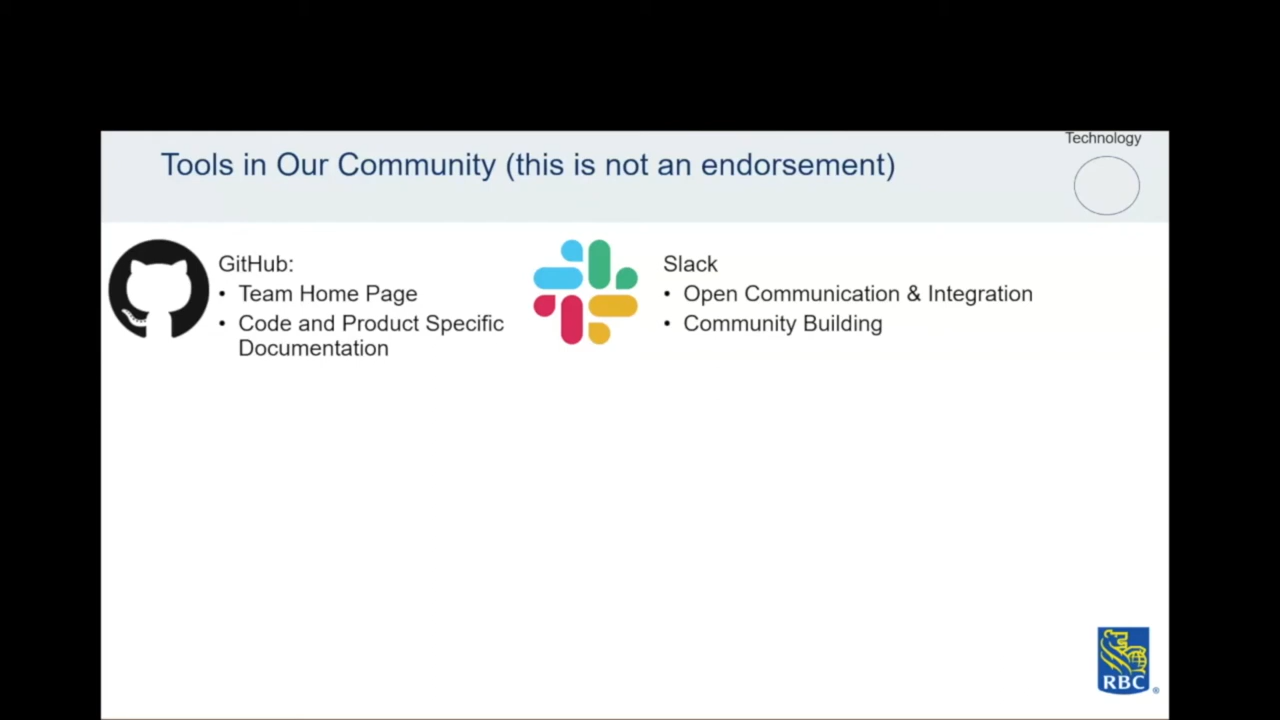 Technology
Tools in Our Community (this is not an endorsement)
GitHub:
• Team Home Page
• Code and Product Specific
Documentation
Slack
• Open Communication & Integration
• Community Building
RBC
®